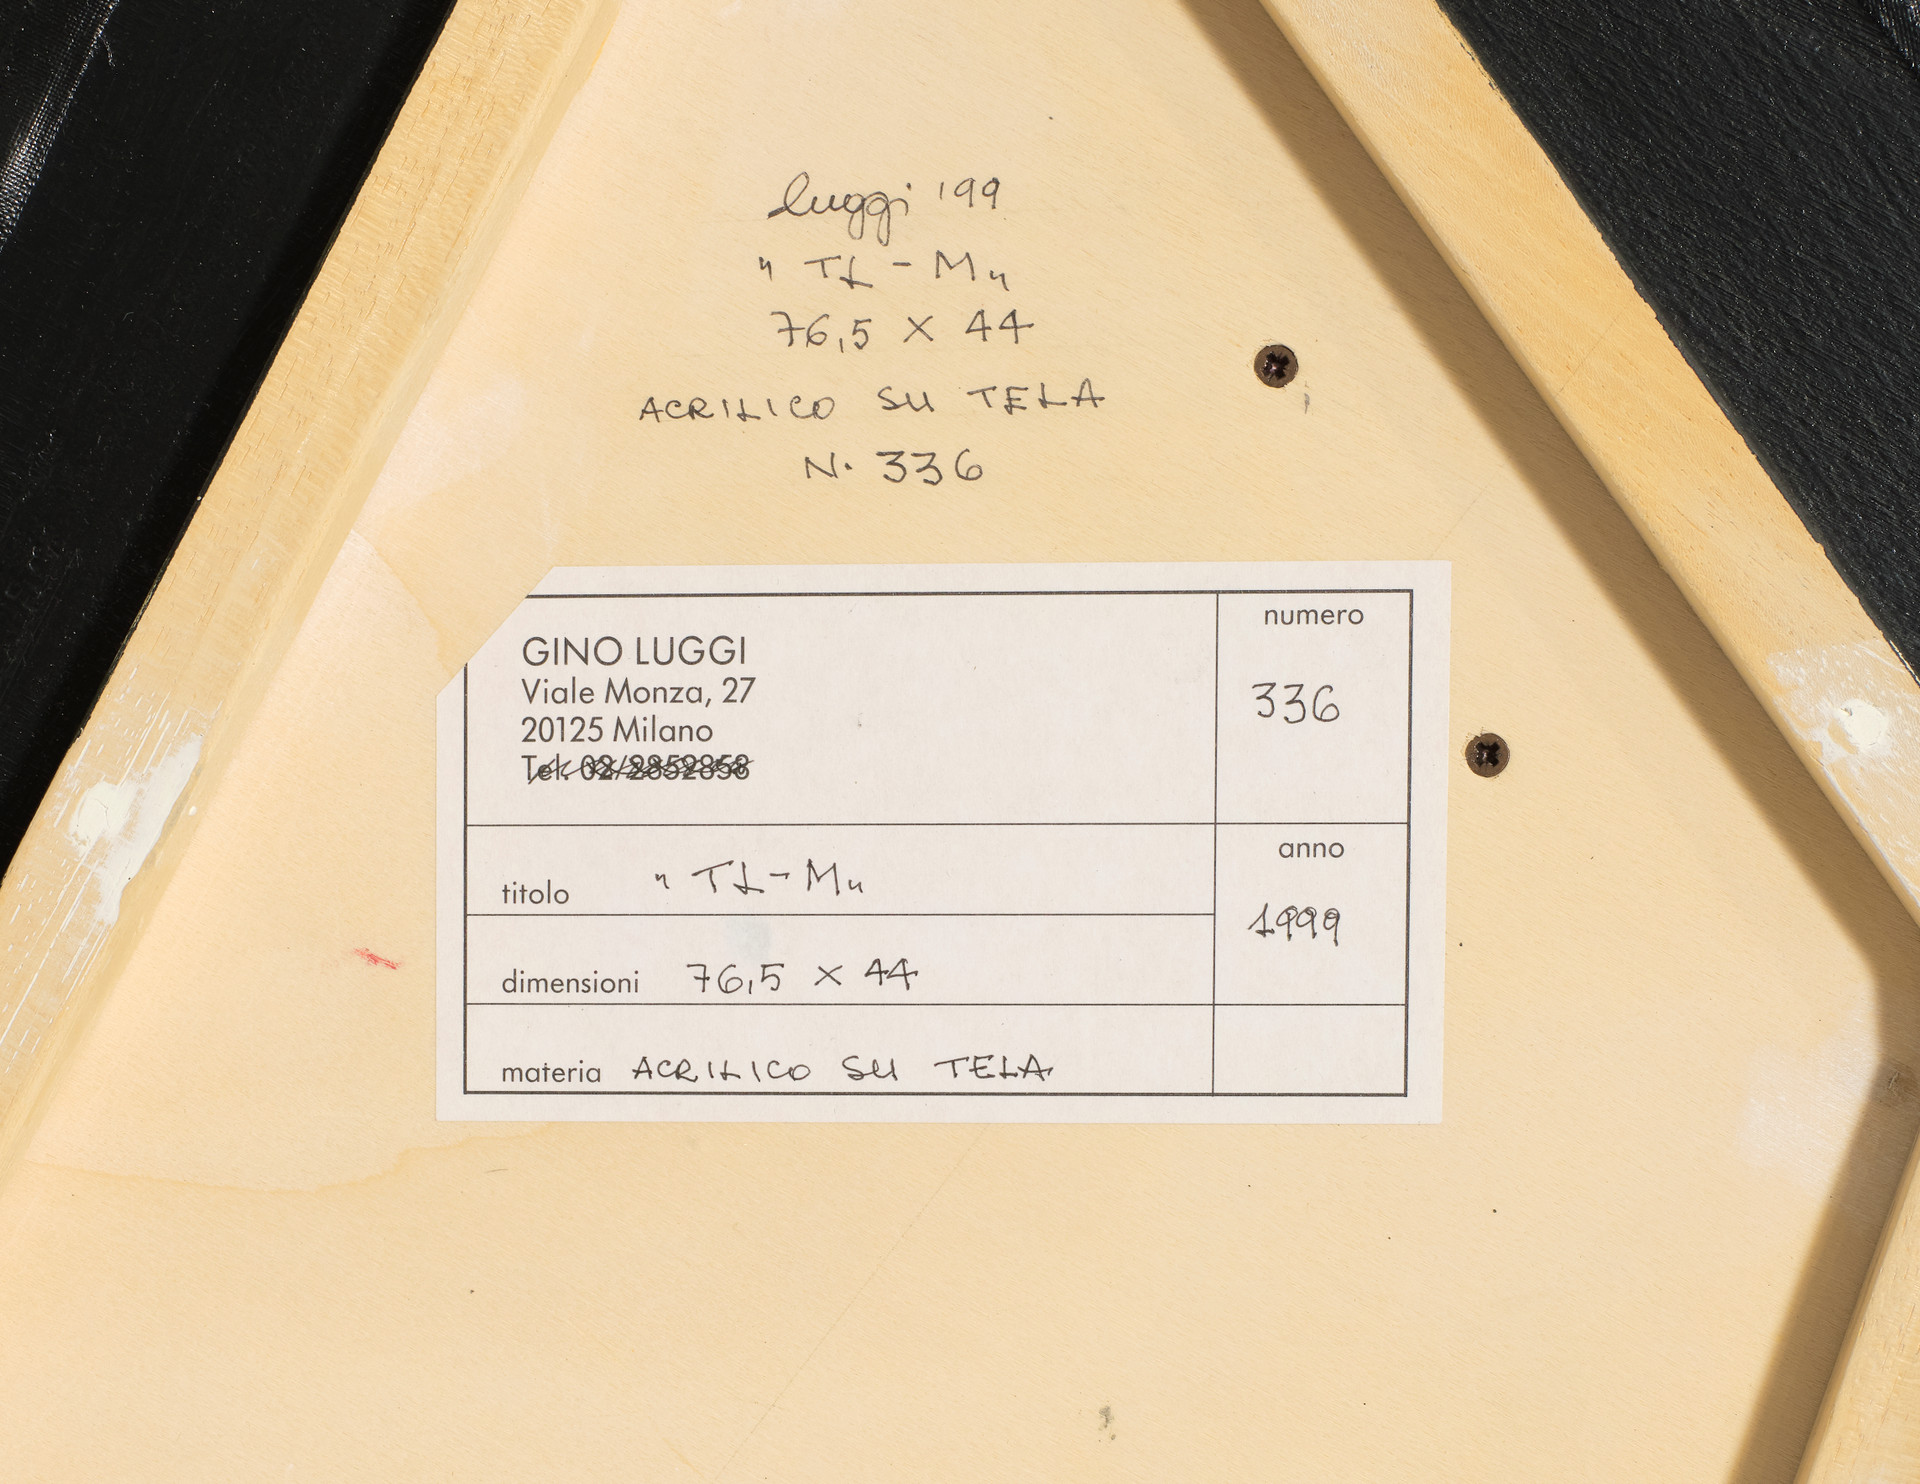 luggi '99
" TL - M "
76,5 X 44
ACRILICO SU TELA
N. 336
GINO LUGGI
Viale Monza, 27
20125 Milano
Tel. 02/2852858
numero
336
titolo " TL - M "
anno
1999
dimensioni 76,5 X 44
materia ACRILICO SU TELA